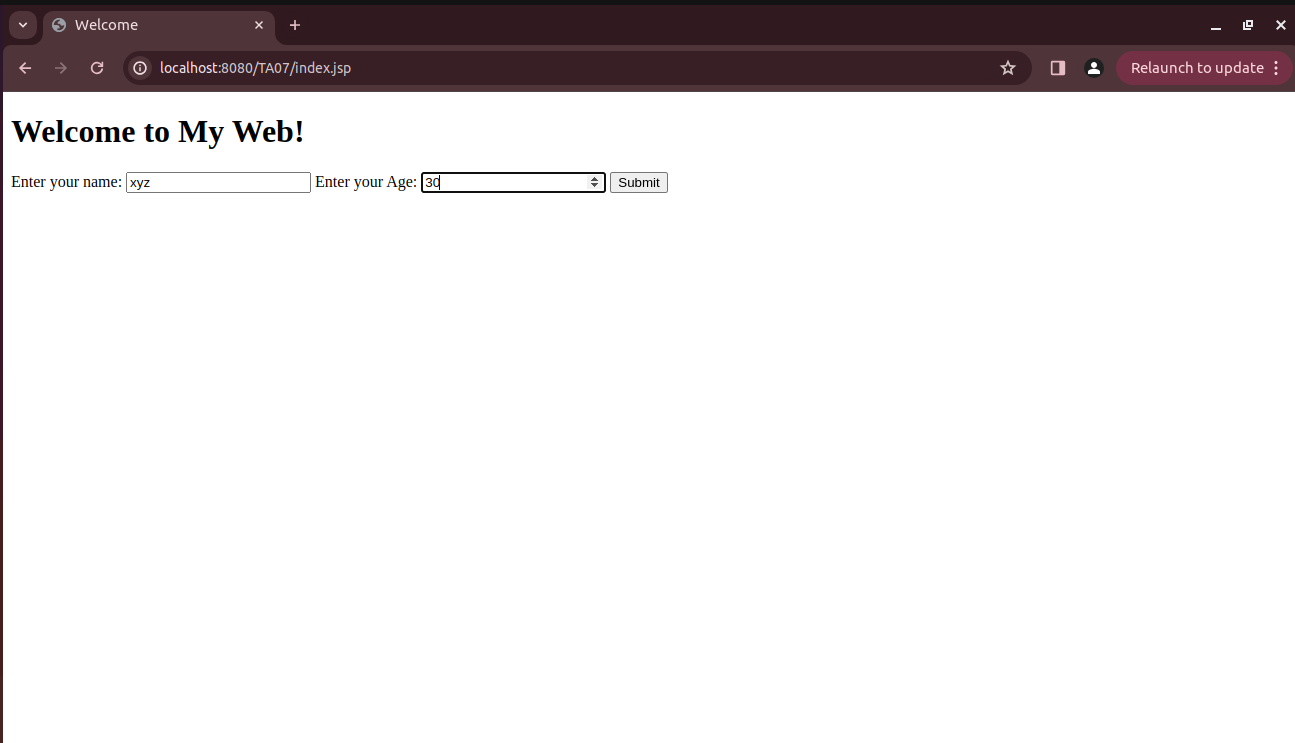 Welcome
localhost:8080/TA07/index.jsp Relaunch to update
Welcome to My Web!
Enter your name: xyz Enter your Age: 30 Submit